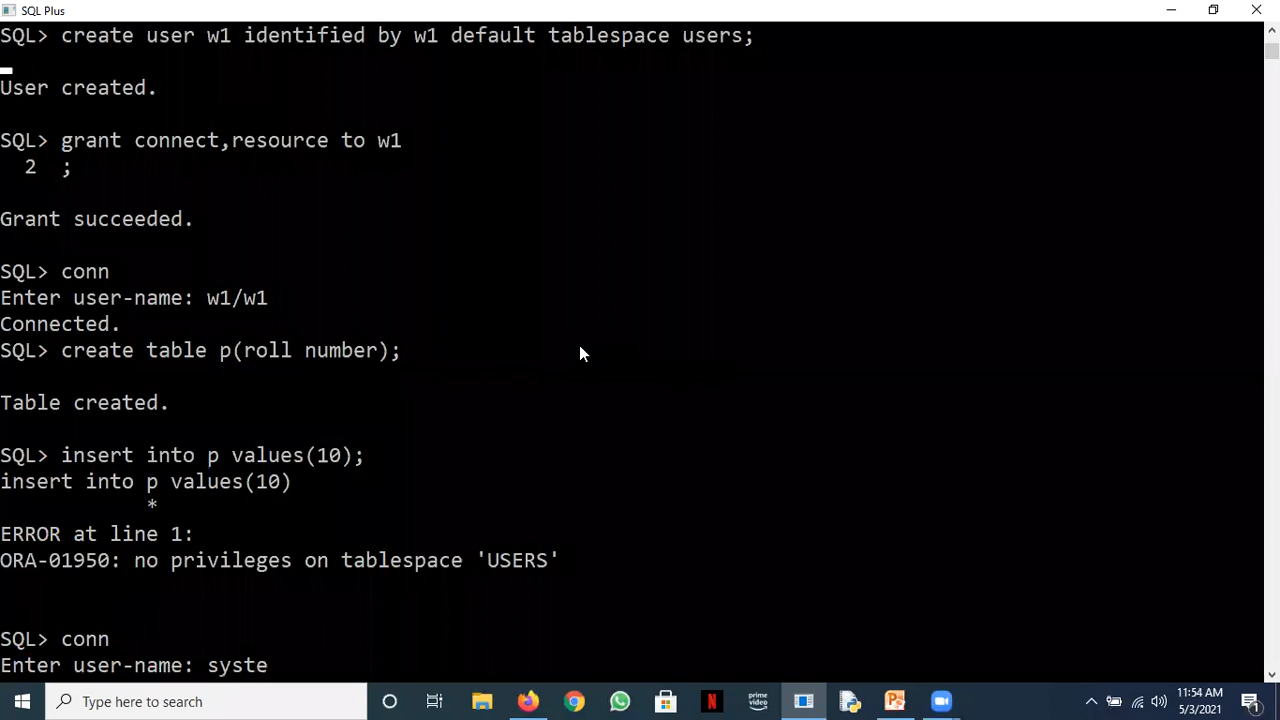 SQL Plus
SQL> create user w1 identified by w1 default tablespace users;
User created.
SQL> grant connect,resource to w1
2 ;
Grant succeeded.
SQL> conn
Enter user-name: w1/w1
Connected.
SQL> create table p(roll number);
Table created.
SQL> insert into p values(10);
insert into p values(10)
*
ERROR at line 1:
ORA-01950: no privileges on tablespace 'USERS'
SQL> conn
Enter user-name: syste
Type here to search
N
prime video
11:54 AM
5/3/2021
1